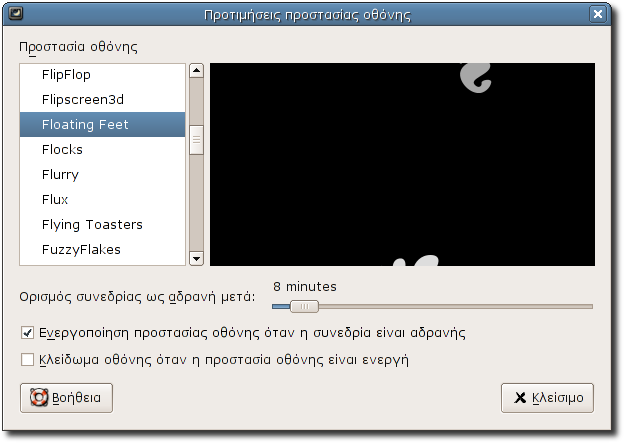 Προτιμήσεις προστασίας οθόνης
Προστασία οθόνης
FlipFlop
Flipscreen3d
Floating Feet
Flocks
Flurry
Flux
Flying Toasters
FuzzyFlakes
8 minutes
Ορισμός συνεδρίας ως αδρανή μετά:
Ενεργοποίηση προστασίας οθόνης όταν η συνεδρία είναι αδρανής
Κλείδωμα οθόνης όταν η προστασία οθόνης είναι ενεργή
Βοήθεια
Κλείσιμο